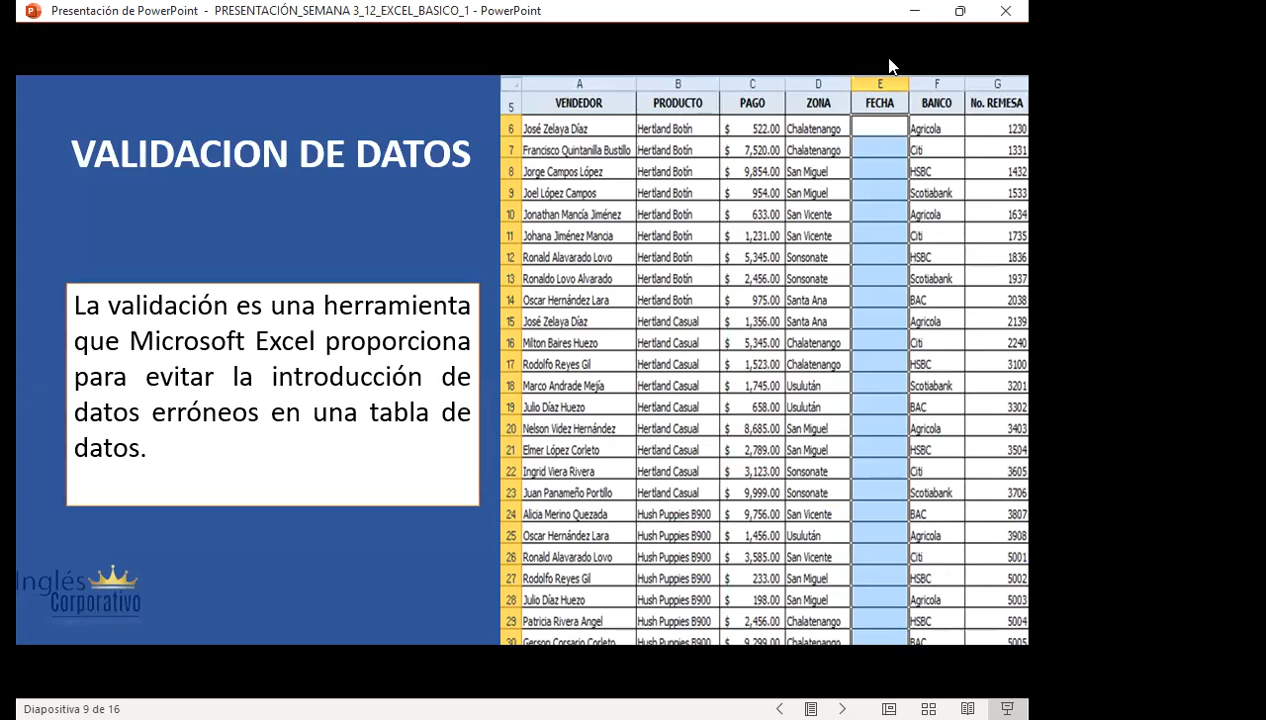 Presentación de PowerPoint - PRESENTACIÓN_SEMANA 3_12_EXCEL_BASICO_1 - PowerPoint
VALIDACION DE DATOS
La validación es una herramienta
que Microsoft Excel proporciona
para evitar la introducción de
datos erróneos en una tabla de
datos.
Inglés
Corporativo
A B C D E F G
5 VENDEDOR PRODUCTO PAGO ZONA FECHA BANCO No. REMESA
6 José Zelaya Díaz Hertland Botín $ 522.00 Chalatenango Agricola 1230
7 Francisco Quintanilla Bustillo Hertland Botín $ 7,520.00 Chalatenango Citi 1331
8 Jorge Campos López Hertland Botín $ 9,854.00 San Miguel HSBC 1432
9 Joel López Campos Hertland Botín $ 954.00 San Miguel Scotiabank 1533
10 Jonathan Mancía Jiménez Hertland Botín $ 633.00 San Vicente Agricola 1634
11 Johana Jiménez Mancia Hertland Botín $ 1,231.00 San Vicente Citi 1735
12 Ronald Alavarado Lovo Hertland Botín $ 5,345.00 Sonsonate HSBC 1836
13 Ronaldo Lovo Alvarado Hertland Botín $ 2,456.00 Sonsonate Scotiabank 1937
14 Oscar Hernández Lara Hertland Botín $ 975.00 Santa Ana BAC 2038
15 José Zelaya Díaz Hertland Casual $ 1,356.00 Santa Ana Agricola 2139
16 Milton Baires Huezo Hertland Casual $ 5,345.00 Chalatenango Citi 2240
17 Rodolfo Reyes Gil Hertland Casual $ 1,523.00 Chalatenango HSBC 3100
18 Marco Andrade Mejía Hertland Casual $ 1,745.00 Usulután Scotiabank 3201
19 Julio Díaz Huezo Hertland Casual $ 658.00 Usulután BAC 3302
20 Nelson Videz Hernández Hertland Casual $ 8,685.00 San Miguel Agricola 3403
21 Elmer López Corleto Hertland Casual $ 2,789.00 San Miguel HSBC 3504
22 Ingrid Viera Rivera Hertland Casual $ 3,123.00 Sonsonate Citi 3605
23 Juan Panameño Portillo Hertland Casual $ 9,999.00 Sonsonate Scotiabank 3706
24 Alicia Merino Quezada Hush Puppies B900 $ 9,756.00 San Vicente BAC 3807
25 Oscar Hernández Lara Hush Puppies B900 $ 1,456.00 Usulután Agricola 3908
26 Ronald Alavarado Lovo Hush Puppies B900 $ 3,585.00 San Vicente Citi 5001
27 Rodolfo Reyes Gil Hush Puppies B900 $ 233.00 San Miguel HSBC 5002
28 Julio Díaz Huezo Hush Puppies B900 $ 198.00 San Miguel Agricola 5003
29 Patricia Rivera Angel Hush Puppies B900 $ 2,456.00 Chalatenango HSBC 5004
30 Gerson Corsario Corleto Hush Puppies B900 $ 9,299.00 Chalatenango BAC 5005
Diapositiva 9 de 16